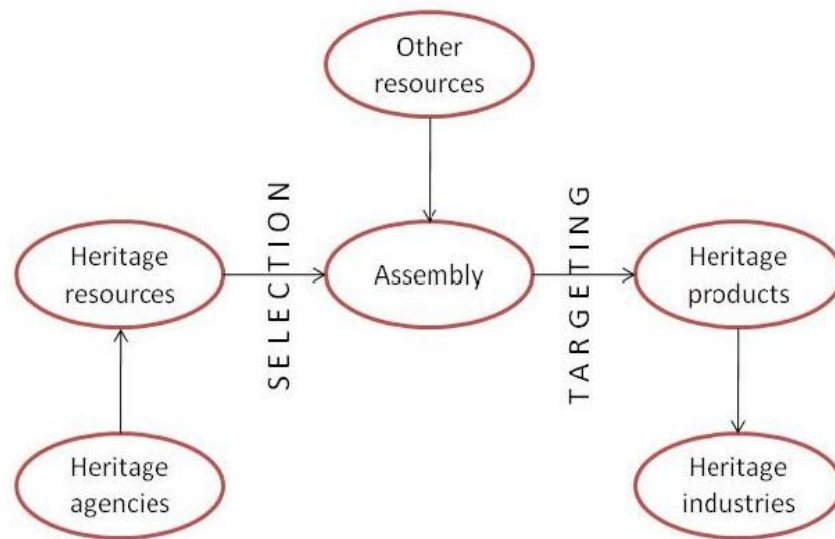 Other
resources
SELECTION
TARGETING
Heritage
resources
Assembly
Heritage
products
Heritage
agencies
Heritage
industries